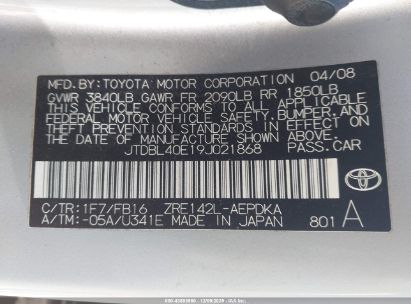 MFD.BY: TOYOTA MOTOR CORPORATION 04/08
GVWR 3840LB GAWR FR 2090LB RR 1850LB
THIS VEHICLE CONFORMS TO ALL APPLICABLE
FEDERAL MOTOR VEHICLE SAFETY, BUMPER, AND
THEFT PREVENTION STANDARDS IN EFFECT ON
THE DATE OF MANUFACTURE SHOWN ABOVE.
JTDBL40E19J021868 PASS.CAR
TOYOTA
C/TR:1F7/FB16 ZRE142L-AEPDKA
A/TM:-05A/U341E MADE IN JAPAN 801 A